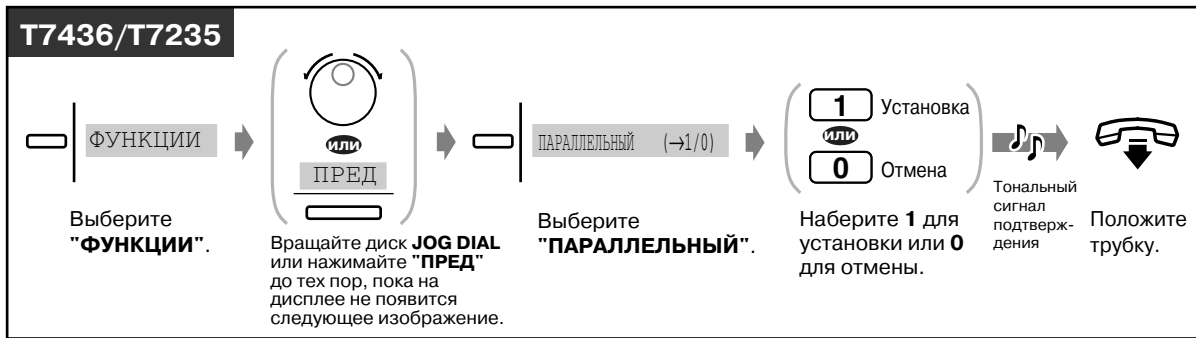 T7436/T7235
ФУНКЦИИ
Выберите
"ФУНКЦИИ".
или
ПРЕД
Вращайте диск JOG DIAL
или нажимайте "ПРЕД"
до тех пор, пока на
дисплее не появится
следующее изображение.
ПАРАЛЛЕЛЬНЫЙ (→1/0)
Выберите
"ПАРАЛЛЕЛЬНЫЙ".
1 Установка
или
0 Отмена
Наберите 1 для
установки или 0
для отмены.
Тональный
сигнал
подтверж-
дения
Положите
трубку.